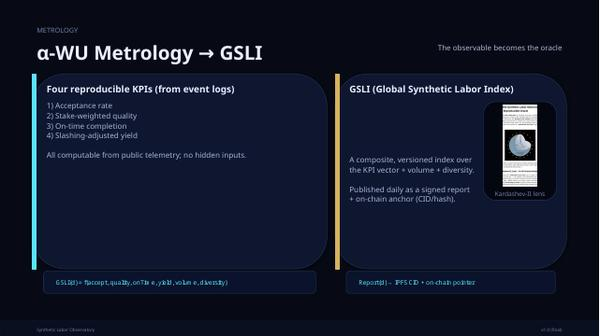 METROLOGY
α-WU Metrology → GSLI
The observable becomes the oracle
Four reproducible KPIs (from event logs)
1) Acceptance rate
2) Stake-weighted quality
3) On-time completion
4) Slashing-adjusted yield
All computable from public telemetry; no hidden inputs.
GSLI (Global Synthetic Labor Index)
A composite, versioned index over
the KPI vector + volume + diversity.
Published daily as a signed report
+ on-chain anchor (CID/hash).
Kardashev-II lens
GSLI(d)= f(accept,quality,onTime,yield,volume,diversity)
Report(d)→ IPFS CID + on-chain pointer
Synthetic Labor Observatory